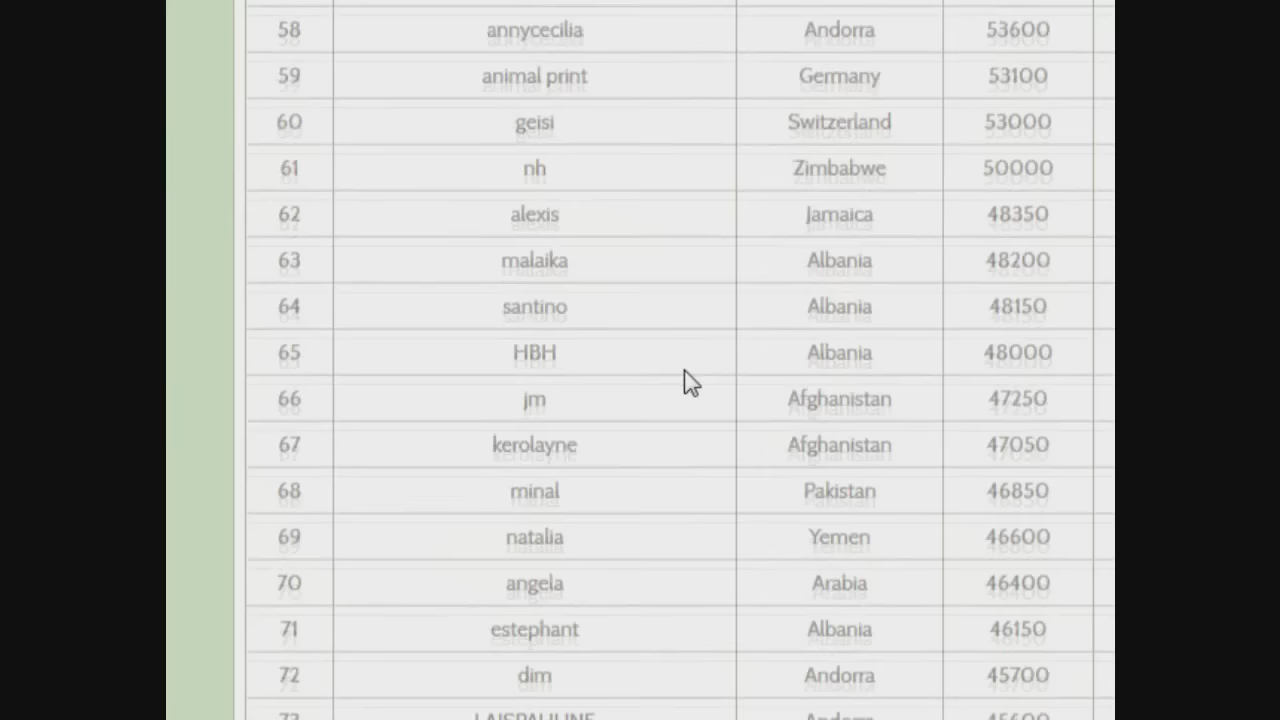 58 annycecilia Andorra 53600
59 animal print Germany 53100
60 geisi Switzerland 53000
61 nh Zimbabwe 50000
62 alexis Jamaica 48350
63 malaika Albania 48200
64 santino Albania 48150
65 HBH Albania 48000
66 jm Afghanistan 47250
67 kerolayne Afghanistan 47050
68 minal Pakistan 46850
69 natalia Yemen 46600
70 angela Arabia 46400
71 estephant Albania 46150
72 dim Andorra 45700
73 Andorra 45600